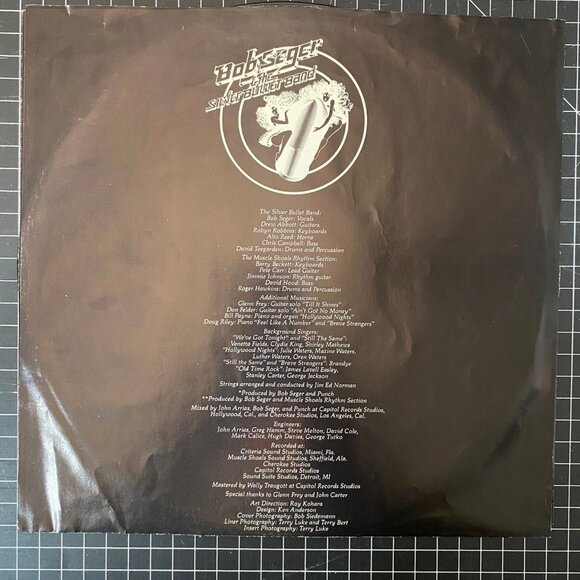 Bob Seger
& the
Silver Bullet Band
The Silver Bullet Band:
Bob Seger: Vocals
Drew Abbott: Guitars
Robyn Robbins: Keyboards
Alto Reed: Horns
Chris Campbell: Bass
David Teegarden: Drums and Percussion
The Muscle Shoals Rhythm Section:
Barry Beckett: Keyboards
Pete Carr: Lead Guitar
Jimmie Johnson: Rhythm guitar
David Hood: Bass
Roger Hawkins: Drums and Percussion
Additional Musicians:
Glenn Frey: Guitar solo "Till It Shines"
Don Felder: Guitar solo "Ain't Got No Money"
Bill Payne: Piano and organ "Hollywood Nights"
Doug Riley: Piano "Feel Like A Number" and "Brave Strangers"
Background Singers:
"We've Got Tonight" and "Still The Same":
Venetta Fields, Clydie King, Shirley Mathews
"Hollywood Nights": Julia Waters, Maxine Waters,
Luther Waters, Oren Waters
"Still the Same" and "Brave Strangers": Brandye
"Old Time Rock": James Lavell Easley,
Stanley Carter, George Jackson
Strings arranged and conducted by Jim Ed Norman
*Produced by Bob Seger and Punch
**Produced by Bob Seger and Muscle Shoals Rhythm Section
Mixed by John Arrias, Bob Seger, and Punch at Capitol Records Studios,
Hollywood, Cal. and Cherokee Studios, Los Angeles, Cal.
Engineers:
John Arrias, Greg Hamm, Steve Melton, David Cole,
Mark Calice, Hugh Davies, George Tutko
Recorded at:
Criteria Sound Studios, Miami, Fla.
Muscle Shoals Sound Studios, Sheffield, Ala.
Cherokee Studios
Capitol Records Studios
Sound Suite Studios, Detroit, MI
Mastered by Wally Traugott at Capitol Records Studios
Special thanks to Glenn Frey and John Carter
Art Direction: Roy Kohara
Design: Ken Anderson
Cover Photography: Bob Seidemann
Liner Photography: Terry Luke and Terry Bert
Insert Photography: Terry Luke